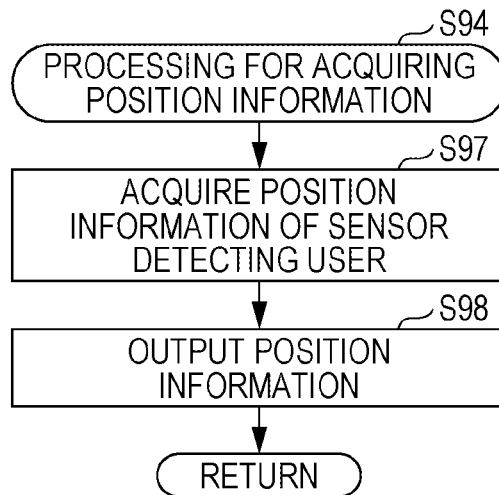 S94
PROCESSING FOR ACQUIRING
POSITION INFORMATION
S97
ACQUIRE POSITION
INFORMATION OF SENSOR
DETECTING USER
S98
OUTPUT POSITION
INFORMATION
RETURN